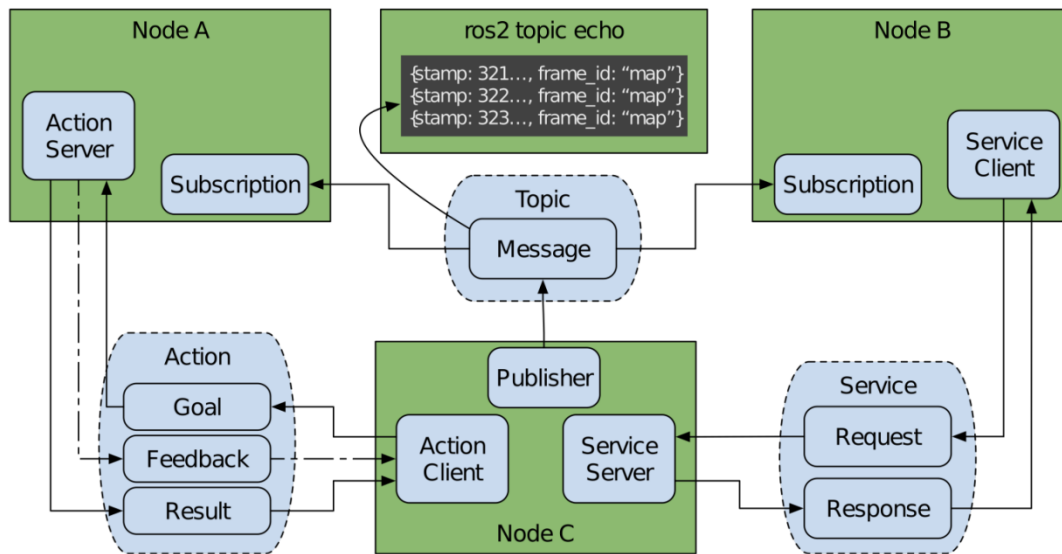 Node A
Action
Server
Subscription
ros2 topic echo
{stamp: 321..., frame_id: “map”}
{stamp: 322..., frame_id: “map”}
{stamp: 323..., frame_id: “map”}
Node B
Service
Client
Subscription
Topic
Message
Action
Goal
Feedback
Result
Publisher
Action
Client
Service
Server
Node C
Service
Request
Response